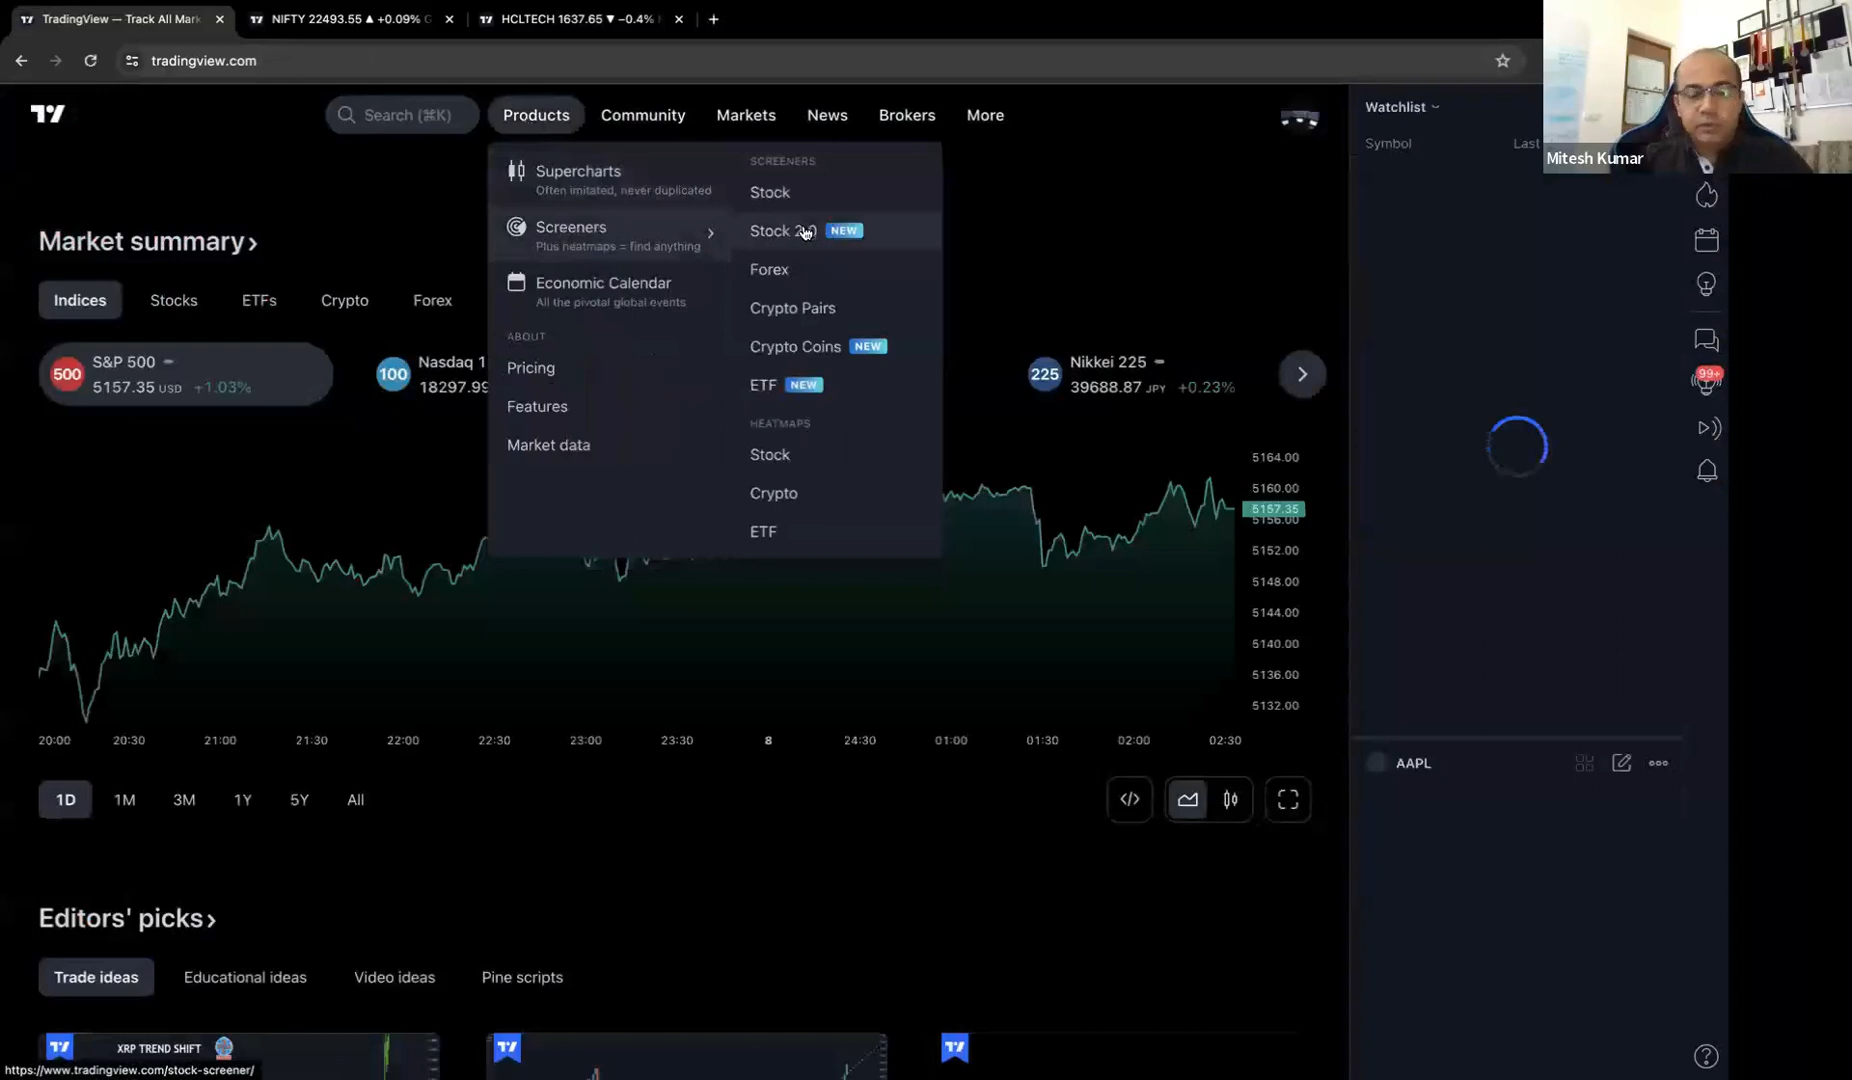 TradingView — Track All Mark
NIFTY 22493.55 ▲ +0.09%
HCLTECH 1637.65 ▼ −0.4%
tradingview.com
Search (⌘K)
Products
Community
Markets
News
Brokers
More
Watchlist
Symbol
Last
Mitesh Kumar
Supercharts
Often imitated, never duplicated
Screeners
Plus heatmaps = find anything
Economic Calendar
All the pivotal global events
ABOUT
Pricing
Features
Market data
SCREENERS
Stock
Stock NEW
Forex
Crypto Pairs
Crypto Coins NEW
ETF NEW
HEATMAPS
Stock
Crypto
ETF
Market summary ›
Indices
Stocks
ETFs
Crypto
Forex
500
S&P 500
5157.35 USD +1.03%
100
Nasdaq 1
18297.99
225
Nikkei 225
39688.87 JPY +0.23%
99+
5164.00
5160.00
5157.35
5156.00
5152.00
5148.00
5144.00
5140.00
5136.00
5132.00
20:00 20:30 21:00 21:30 22:00 22:30 23:00 23:30 8 24:30 01:00 01:30 02:00 02:30
AAPL
1D
1M
3M
1Y
5Y
All
Editors' picks ›
Trade ideas
Educational ideas
Video ideas
Pine scripts
XRP TREND SHIFT
https://www.tradingview.com/stock-screener/